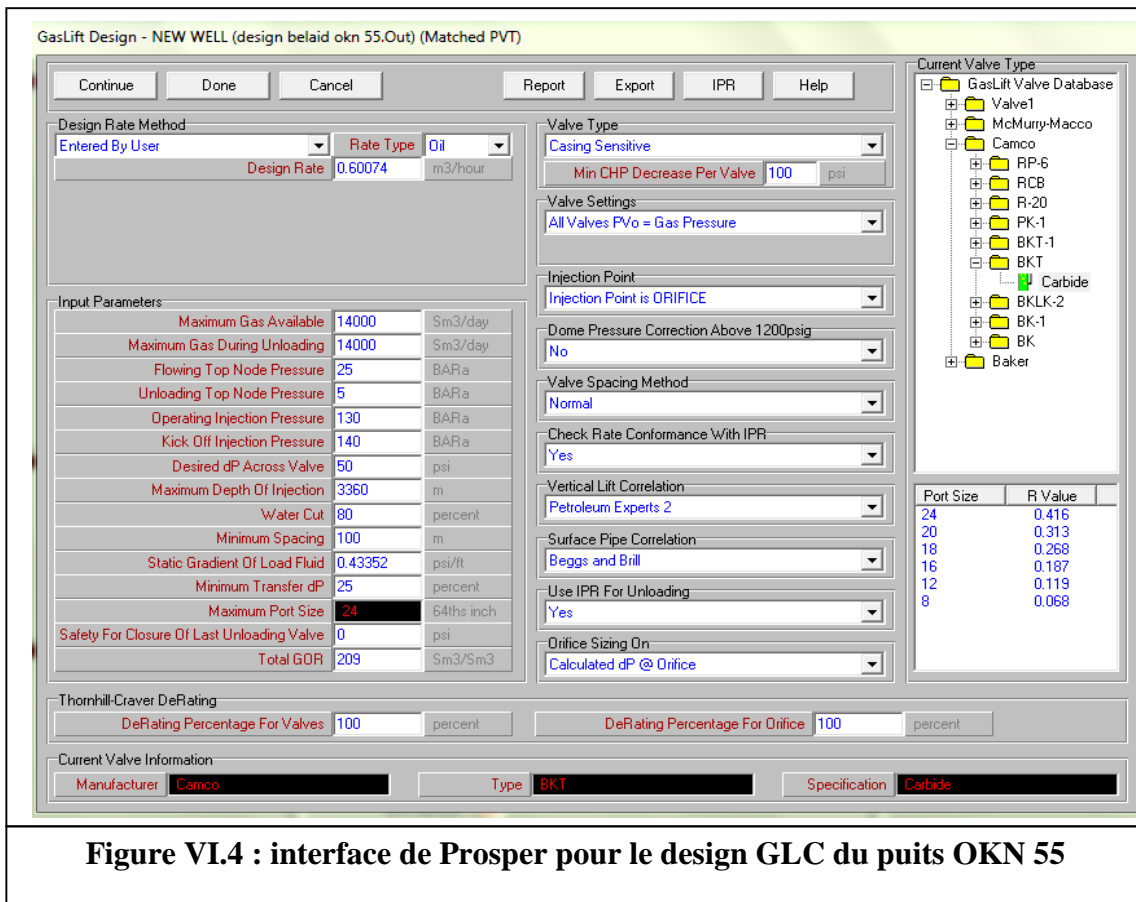 GasLift Design - NEW WELL (design belaid okn 55.Out) (Matched PVT)
Continue Done Cancel Report Export IPR Help
Design Rate Method
Entered By User Rate Type Oil
Design Rate 0.60074 m3/hour
Input Parameters
Maximum Gas Available 14000 Sm3/day
Maximum Gas During Unloading 14000 Sm3/day
Flowing Top Node Pressure 25 BARa
Unloading Top Node Pressure 5 BARa
Operating Injection Pressure 130 BARa
Kick Off Injection Pressure 140 BARa
Desired dP Across Valve 50 psi
Maximum Depth Of Injection 3360 m
Water Cut 80 percent
Minimum Spacing 100 m
Static Gradient Of Load Fluid 0.43352 psi/ft
Minimum Transfer dP 25 percent
Maximum Port Size 24 64ths inch
Safety For Closure Of Last Unloading Valve 0 psi
Total GOR 209 Sm3/Sm3
Valve Type
Casing Sensitive
Min CHP Decrease Per Valve 100 psi
Valve Settings
All Valves PVo = Gas Pressure
Injection Point
Injection Point is ORIFICE
Dome Pressure Correction Above 1200psig
No
Valve Spacing Method
Normal
Check Rate Conformance With IPR
Yes
Vertical Lift Correlation
Petroleum Experts 2
Surface Pipe Correlation
Beggs and Brill
Use IPR For Unloading
Yes
Orifice Sizing On
Calculated dP @ Orifice
Current Valve Type
GasLift Valve Database
Valve1
McMurry-Macco
Camco
RP-6
RCB
R-20
PK-1
BKT-1
BKT
Carbide
BKLK-2
BK-1
BK
Baker
Port Size R Value
24 0.416
20 0.313
18 0.268
16 0.187
12 0.119
8 0.068
Thornhill-Craver DeRating
DeRating Percentage For Valves 100 percent DeRating Percentage For Orifice 100 percent
Current Valve Information
Manufacturer Camco Type BKT Specification Carbide
Figure VI.4 : interface de Prosper pour le design GLC du puits OKN 55